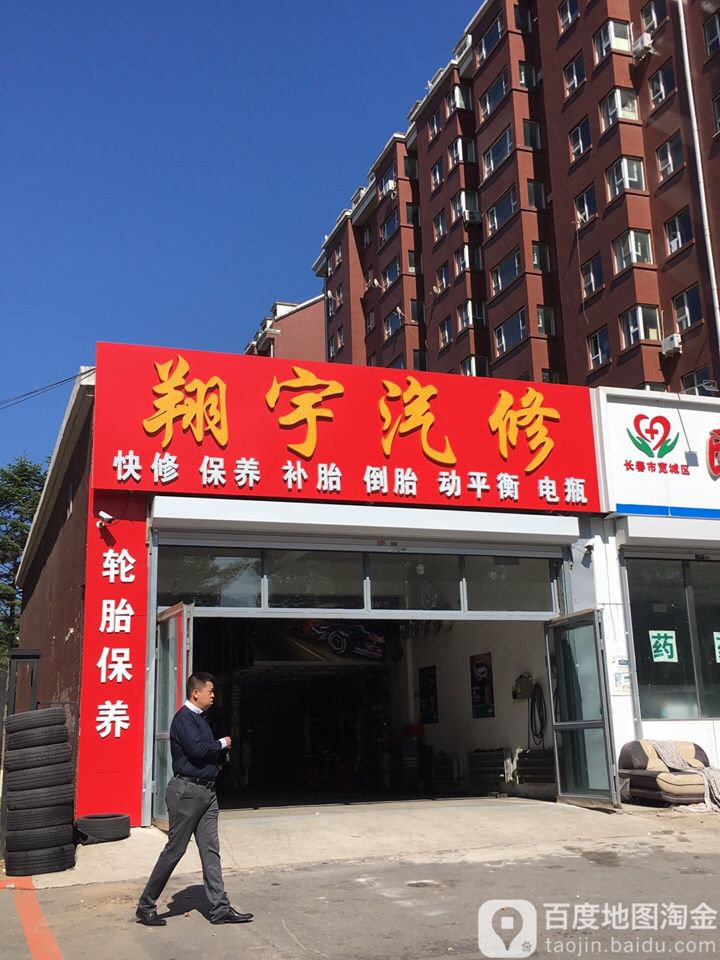 翔宇汽修
快修 保养 补胎 倒胎 动平衡 电瓶
轮胎保养
长春市宽城区
药
百度地图淘金
taojin.baidu.com